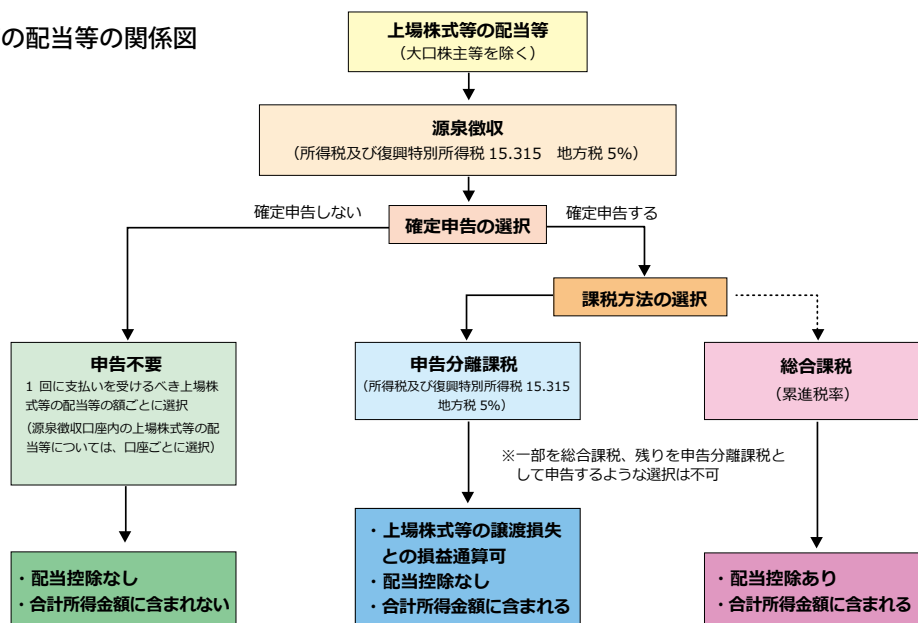 の配当等の関係図
上場株式等の配当等
（大口株主等を除く）
源泉徴収
（所得税及び復興特別所得税 15.315　地方税 5%）
確定申告しない
確定申告の選択
確定申告する
課税方法の選択
申告不要
1 回に支払いを受けるべき上場株
式等の配当等の額ごとに選択
（源泉徴収口座内の上場株式等の配
当等については、口座ごとに選択）
申告分離課税
（所得税及び復興特別所得税 15.315
地方税 5%）
総合課税
（累進税率）
※一部を総合課税、残りを申告分離課税と
して申告するような選択は不可
・配当控除なし
・合計所得金額に含まれない
・上場株式等の譲渡損失
との損益通算可
・配当控除なし
・合計所得金額に含まれる
・配当控除あり
・合計所得金額に含まれる